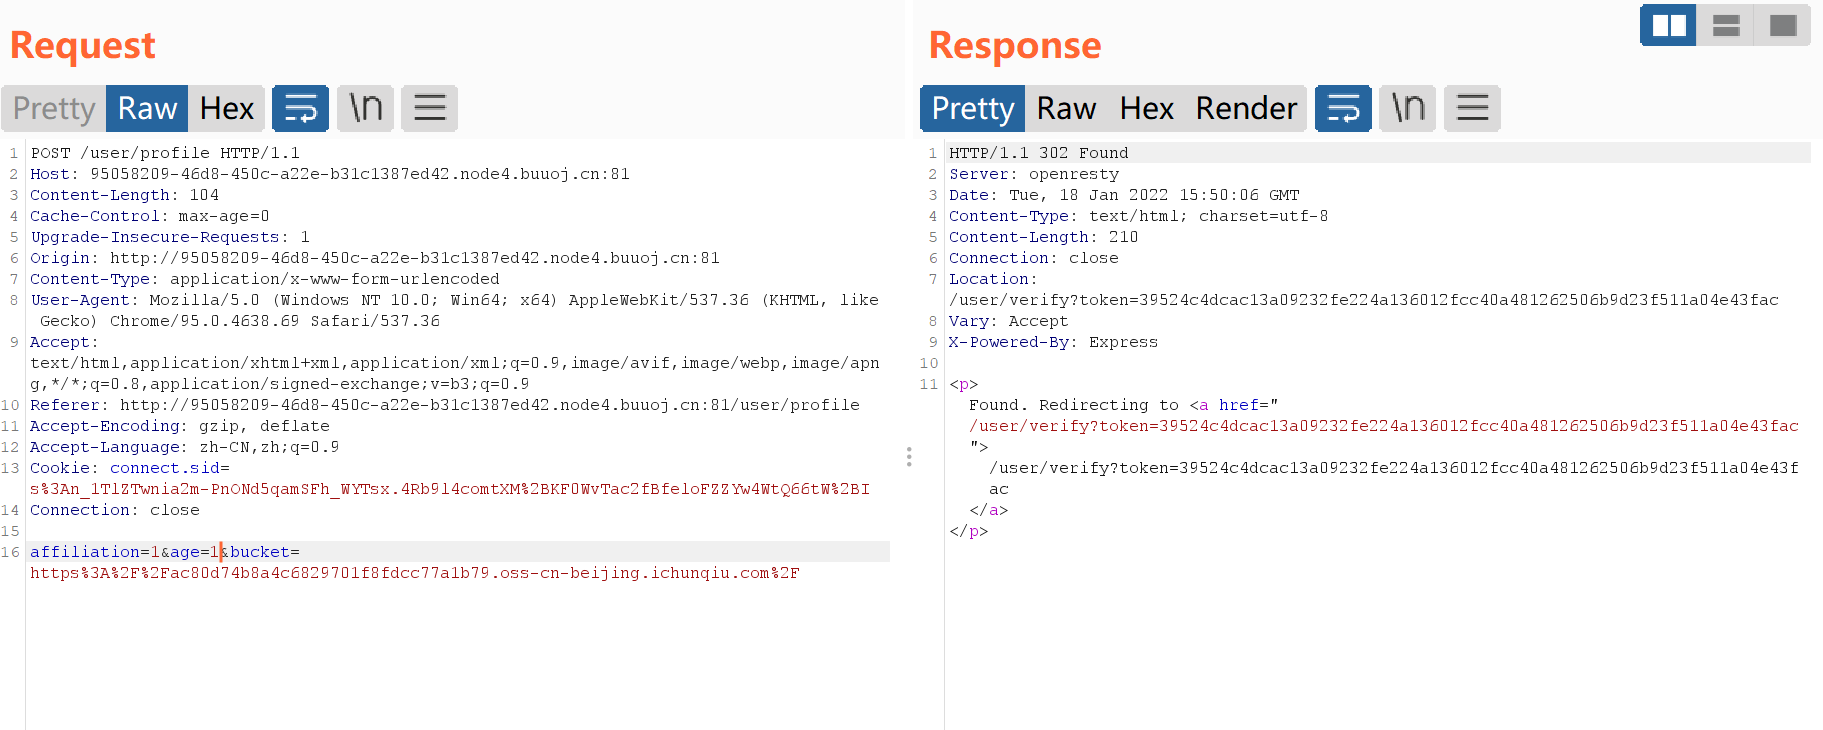 Request
Pretty Raw Hex \n
1 POST /user/profile HTTP/1.1
2 Host: 95058209-46d8-450c-a22e-b31c1387ed42.node4.buuoj.cn:81
3 Content-Length: 104
4 Cache-Control: max-age=0
5 Upgrade-Insecure-Requests: 1
6 Origin: http://95058209-46d8-450c-a22e-b31c1387ed42.node4.buuoj.cn:81
7 Content-Type: application/x-www-form-urlencoded
8 User-Agent: Mozilla/5.0 (Windows NT 10.0; Win64; x64) AppleWebKit/537.36 (KHTML, like
Gecko) Chrome/95.0.4638.69 Safari/537.36
9 Accept:
text/html,application/xhtml+xml,application/xml;q=0.9,image/avif,image/webp,image/apn
g,*/*;q=0.8,application/signed-exchange;v=b3;q=0.9
10 Referer: http://95058209-46d8-450c-a22e-b31c1387ed42.node4.buuoj.cn:81/user/profile
11 Accept-Encoding: gzip, deflate
12 Accept-Language: zh-CN,zh;q=0.9
13 Cookie: connect.sid=
s%3An_1TlZTwnia2m-PnONd5qamSFh_WYTsx.4Rb9l4comtXM%2BKF0WvTac2fBfeloFZZYw4WtQ66tW%2BI
14 Connection: close
15
16 affiliation=1&age=1&bucket=
https%3A%2F%2Fac80d74b8a4c6829701f8fdcc77a1b79.oss-cn-beijing.ichunqiu.com%2F
Response
Pretty Raw Hex Render \n
1 HTTP/1.1 302 Found
2 Server: openresty
3 Date: Tue, 18 Jan 2022 15:50:06 GMT
4 Content-Type: text/html; charset=utf-8
5 Content-Length: 210
6 Connection: close
7 Location:
/user/verify?token=39524c4dcac13a09232fe224a136012fcc40a481262506b9d23f511a04e43fac
8 Vary: Accept
9 X-Powered-By: Express
10
11 <p>
Found. Redirecting to <a href="
/user/verify?token=39524c4dcac13a09232fe224a136012fcc40a481262506b9d23f511a04e43fac
">
/user/verify?token=39524c4dcac13a09232fe224a136012fcc40a481262506b9d23f511a04e43f
ac
</a>
</p>